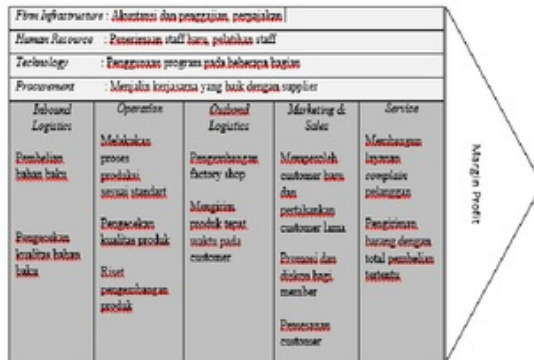 Firm Infrastructure : Akuntansi dan penggajian, perpajakan
Human Resource : Penerimaan staff baru, pelatihan staff
Technology : Penggunaan program pada beberapa bagian
Procurement : Menjalin kerjasama yang baik dengan supplier
Inbound
Logistics
Pembelian
bahan baku
Pengecekan
kualitas bahan
baku
Operation
Melakukan
proses
produksi
sesuai standart
Pengecekan
kualitas produk
Riset
pengembangan
produk
Outbond
Logistics
Pengembangan
factory shop
Mengirim
produk tepat
waktu pada
customer
Marketing &
Sales
Memperoleh
customer baru
dan
pertahankan
customer lama
Promosi dan
diskon bagi
member
Pemesanan
customer
Service
Membangun
layanan
complain
pelanggan
Pengiriman
barang dengan
total pembelian
tertentu
Margin Profit